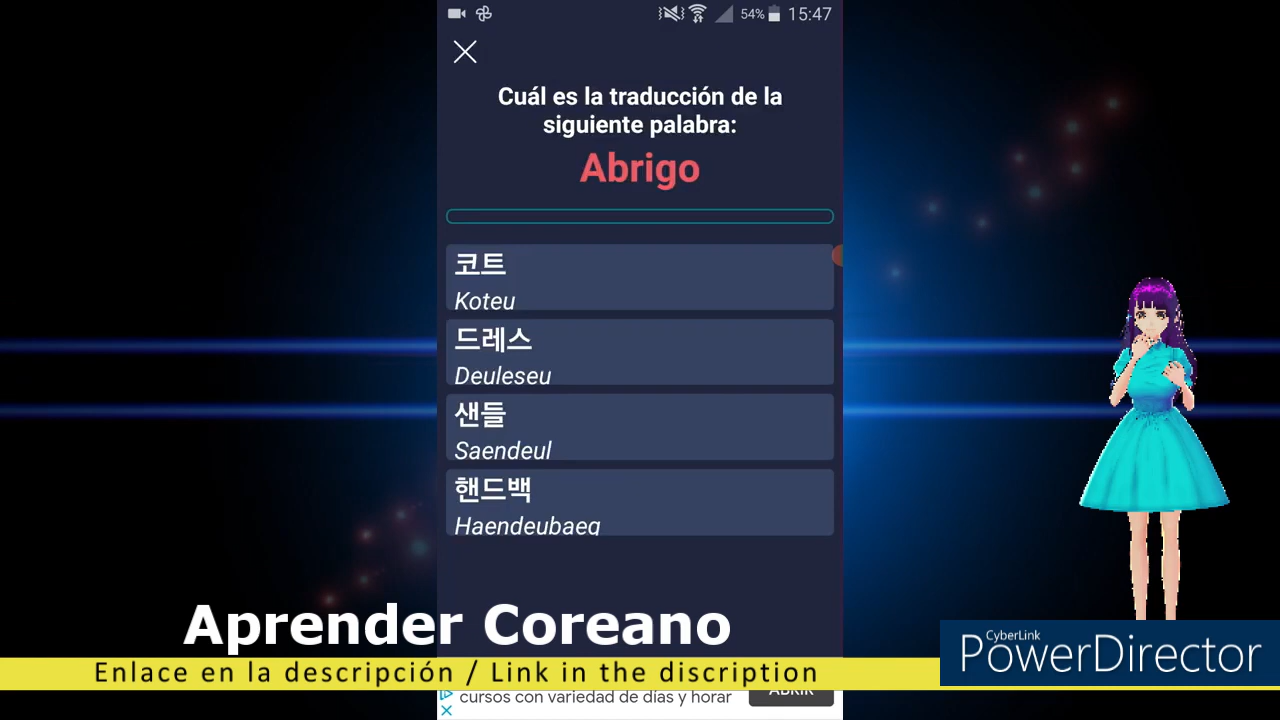 54% 15:47
Cuál es la traducción de la
siguiente palabra:
Abrigo
코트
Koteu
드레스
Deuleseu
샌들
Saendeul
핸드백
Haendeubaeg
Aprender Coreano
Enlace en la descripción / Link in the discription
CyberLink
PowerDirector
cursos con variedad de días y horar
ABRIR